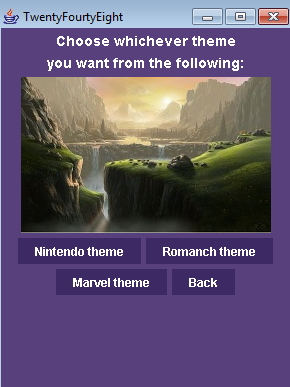 TwentyFourtyEight
Choose whichever theme
you want from the following:
Nintendo theme
Romanch theme
Marvel theme
Back